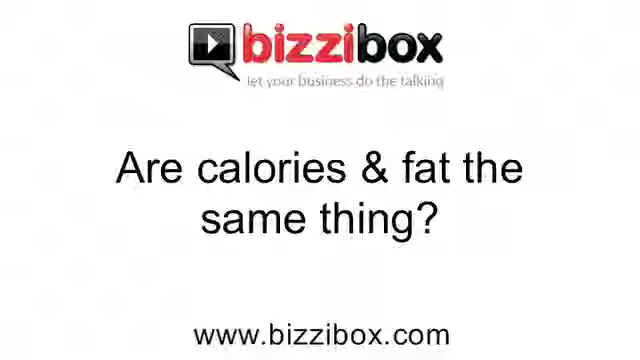 bizzibox
let your business do the talking
Are calories & fat the
same thing?
www.bizzibox.com